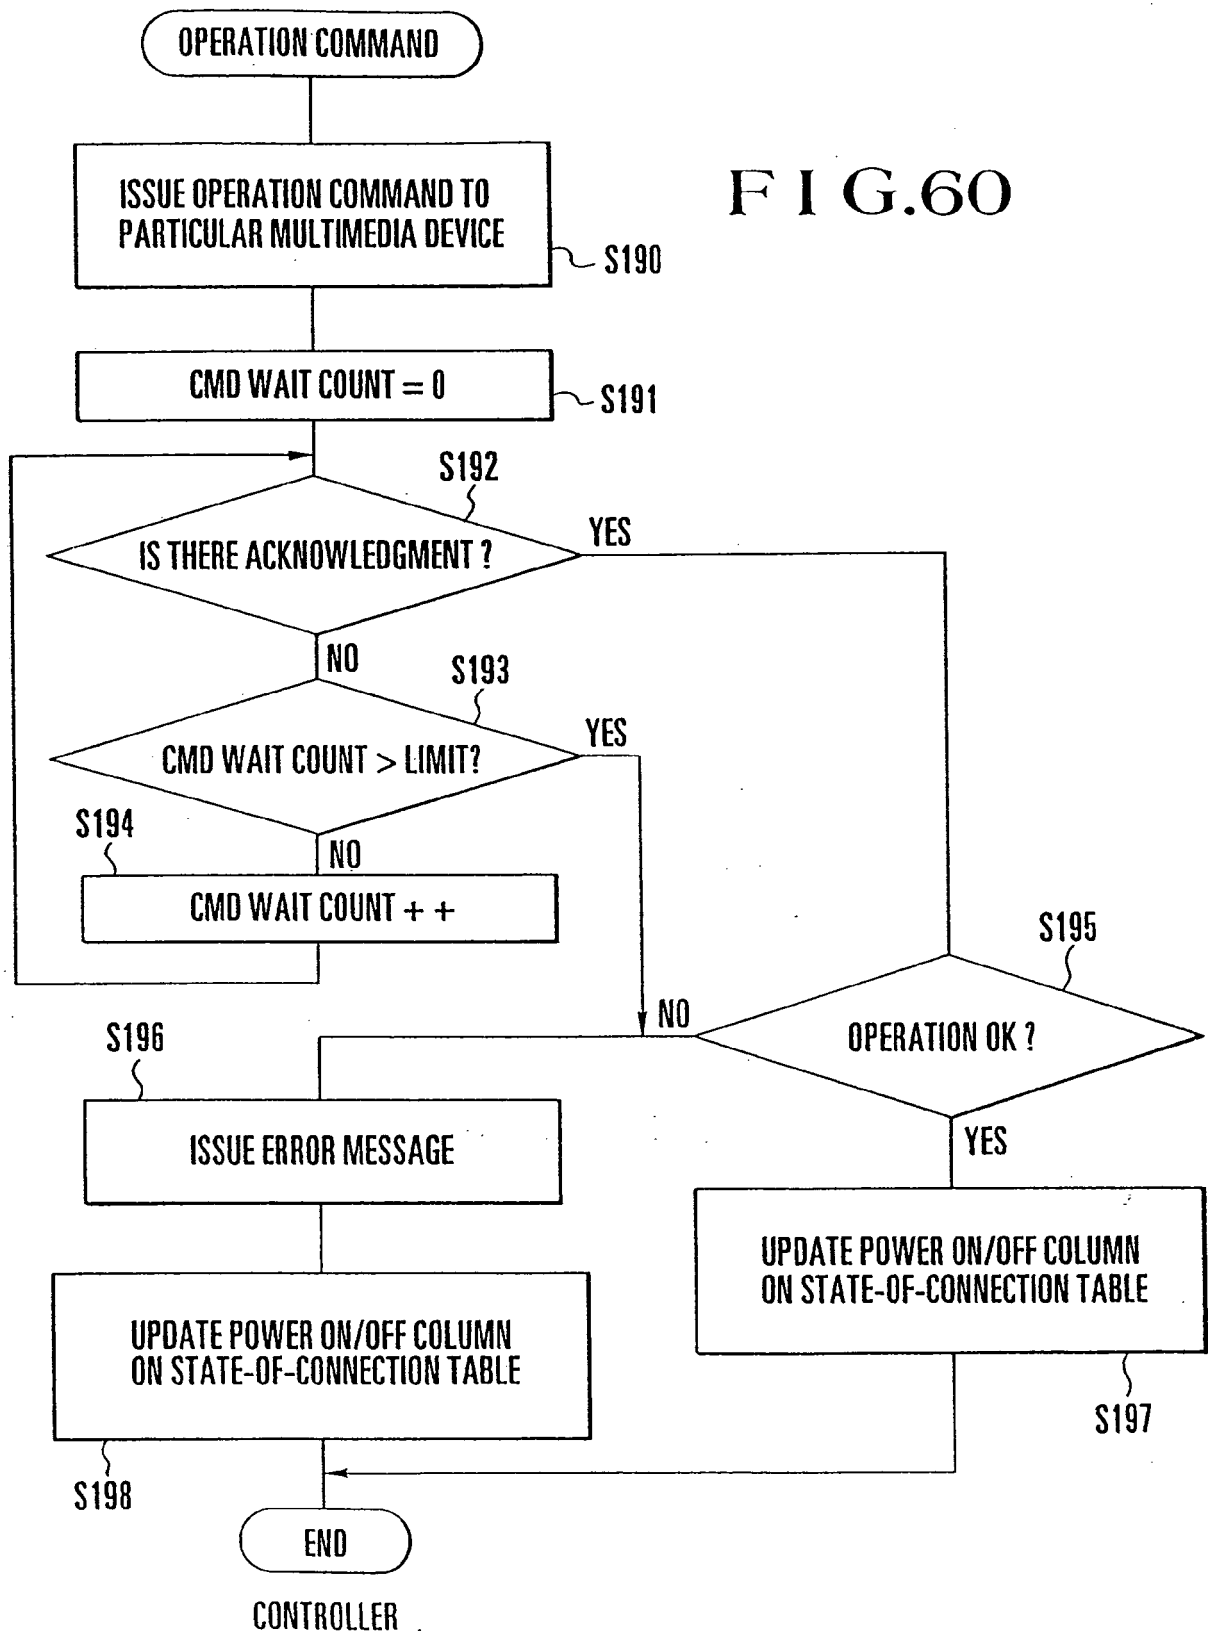 OPERATION COMMAND
FIG.60
ISSUE OPERATION COMMAND TO
PARTICULAR MULTIMEDIA DEVICE
S190
CMD WAIT COUNT = 0
S191
S192
IS THERE ACKNOWLEDGMENT ?
YES
NO
S193
CMD WAIT COUNT > LIMIT?
YES
S194
NO
CMD WAIT COUNT + +
S195
OPERATION OK ?
NO
YES
S196
ISSUE ERROR MESSAGE
UPDATE POWER ON/OFF COLUMN
ON STATE-OF-CONNECTION TABLE
S197
UPDATE POWER ON/OFF COLUMN
ON STATE-OF-CONNECTION TABLE
S198
END
CONTROLLER